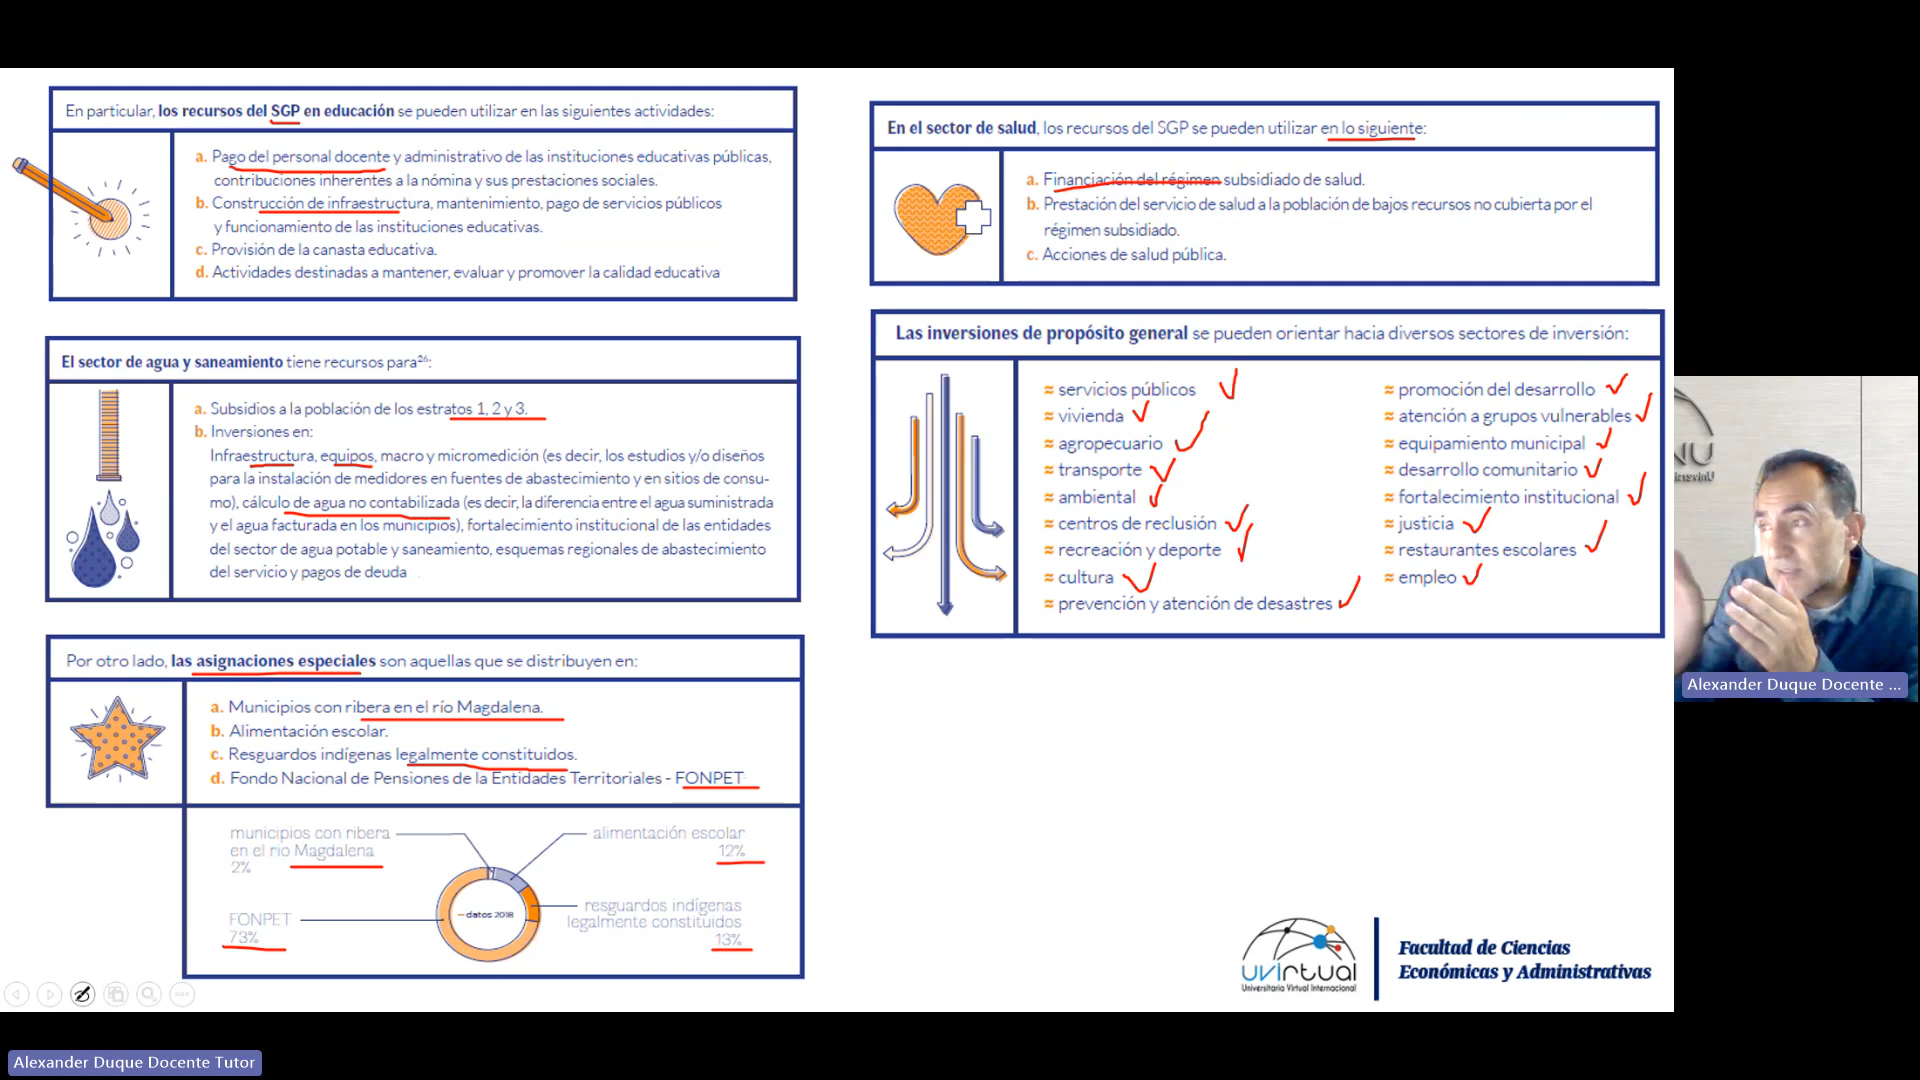 En particular, los recursos del SGP en educación se pueden utilizar en las siguientes actividades:
a. Pago del personal docente y administrativo de las instituciones educativas públicas,
contribuciones inherentes a la nómina y sus prestaciones sociales.
b. Construcción de infraestructura, mantenimiento, pago de servicios públicos
y funcionamiento de las instituciones educativas.
c. Provisión de la canasta educativa.
d. Actividades destinadas a mantener, evaluar y promover la calidad educativa
El sector de agua y saneamiento tiene recursos para²⁶:
a. Subsidios a la población de los estratos 1, 2 y 3.
b. Inversiones en:
Infraestructura, equipos, macro y micromedición (es decir, los estudios y/o diseños
para la instalación de medidores en fuentes de abastecimiento y en sitios de consu-
mo), cálculo de agua no contabilizada (es decir, la diferencia entre el agua suministrada
y el agua facturada en los municipios), fortalecimiento institucional de las entidades
del sector de agua potable y saneamiento, esquemas regionales de abastecimiento
del servicio y pagos de deuda
Por otro lado, las asignaciones especiales son aquellas que se distribuyen en:
a. Municipios con ribera en el río Magdalena.
b. Alimentación escolar.
c. Resguardos indígenas legalmente constituidos.
d. Fondo Nacional de Pensiones de la Entidades Territoriales - FONPET
municipios con ribera
en el río Magdalena
2%
alimentación escolar
12%
FONPET
73%
datos 2018
resguardos indígenas
legalmente constituidos
13%
En el sector de salud, los recursos del SGP se pueden utilizar en lo siguiente:
a. Financiación del régimen subsidiado de salud.
b. Prestación del servicio de salud a la población de bajos recursos no cubierta por el
régimen subsidiado.
c. Acciones de salud pública.
Las inversiones de propósito general se pueden orientar hacia diversos sectores de inversión:
≈ servicios públicos
≈ vivienda
≈ agropecuario
≈ transporte
≈ ambiental
≈ centros de reclusión
≈ recreación y deporte
≈ cultura
≈ prevención y atención de desastres
≈ promoción del desarrollo
≈ atención a grupos vulnerables
≈ equipamiento municipal
≈ desarrollo comunitario
≈ fortalecimiento institucional
≈ justicia
≈ restaurantes escolares
≈ empleo
uvirtual
Universitaria Virtual Internacional
Facultad de Ciencias
Económicas y Administrativas
Alexander Duque Docente ...
Alexander Duque Docente Tutor